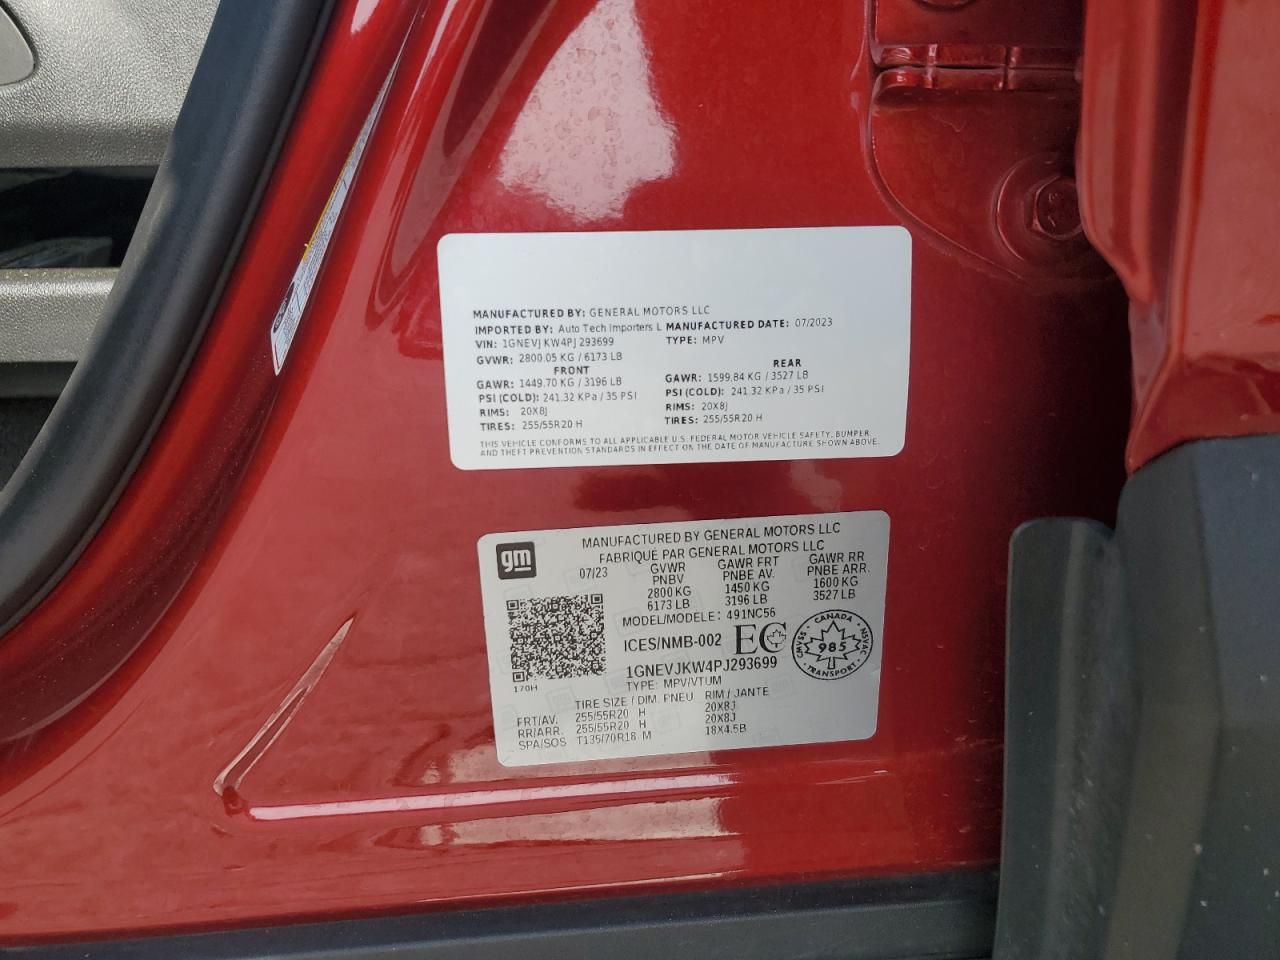 MANUFACTURED BY: GENERAL MOTORS LLC
IMPORTED BY: Auto Tech Importers L MANUFACTURED DATE: 07/2023
VIN: 1GNEVJKW4PJ293699 TYPE: MPV
GVWR: 2800.05 KG / 6173 LB
FRONT REAR
GAWR: 1449.70 KG / 3196 LB GAWR: 1599.84 KG / 3527 LB
PSI (COLD): 241.32 KPa / 35 PSI PSI (COLD): 241.32 KPa / 35 PSI
RIMS: 20X8J RIMS: 20X8J
TIRES: 255/55R20 H TIRES: 255/55R20 H
THIS VEHICLE CONFORMS TO ALL APPLICABLE U.S. FEDERAL MOTOR VEHICLE SAFETY, BUMPER
AND THEFT PREVENTION STANDARDS IN EFFECT ON THE DATE OF MANUFACTURE SHOWN ABOVE.
gm
MANUFACTURED BY GENERAL MOTORS LLC
FABRIQUÉ PAR GENERAL MOTORS LLC
07/23 GVWR GAWR FRT GAWR RR
PNBV PNBE AV. PNBE ARR.
2800 KG 1450 KG 1600 KG
6173 LB 3196 LB 3527 LB
MODEL/MODELE: 491NC56
ICES/NMB-002 EC
CANADA
CMVSS 985 NSVAC
TRANSPORT
1GNEVJKW4PJ293699
170H TYPE: MPV/VTUM
TIRE SIZE / DIM. PNEU RIM / JANTE
FRT/AV. 255/55R20 H 20X8J
RR/ARR. 255/55R20 H 20X8J
SPA/SOS T135/70R18 M 18X4.5B